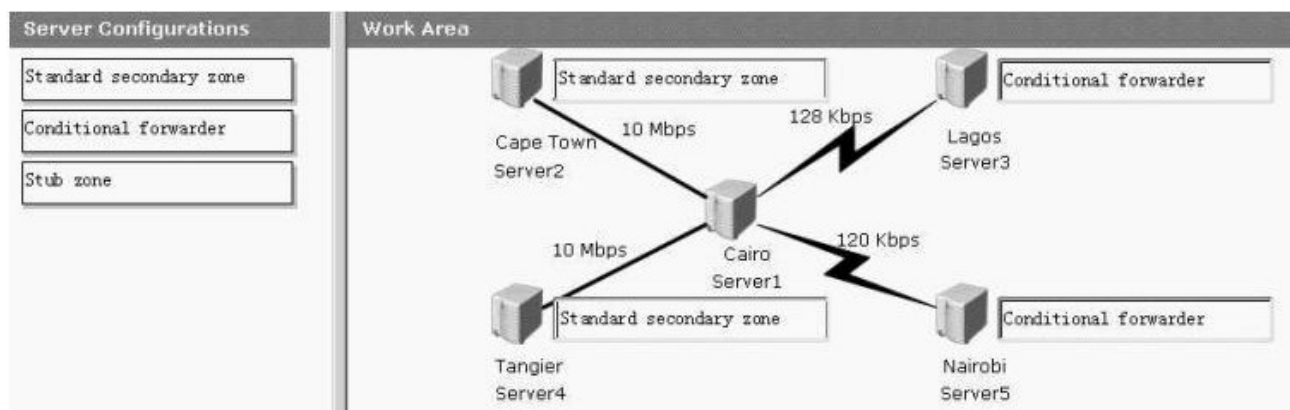 Server Configurations
Standard secondary zone
Conditional forwarder
Stub zone
Work Area
Standard secondary zone
Cape Town
Server2
10 Mbps
128 Kbps
Conditional forwarder
Lagos
Server3
Cairo
Server1
10 Mbps
120 Kbps
Standard secondary zone
Tangier
Server4
Conditional forwarder
Nairobi
Server5